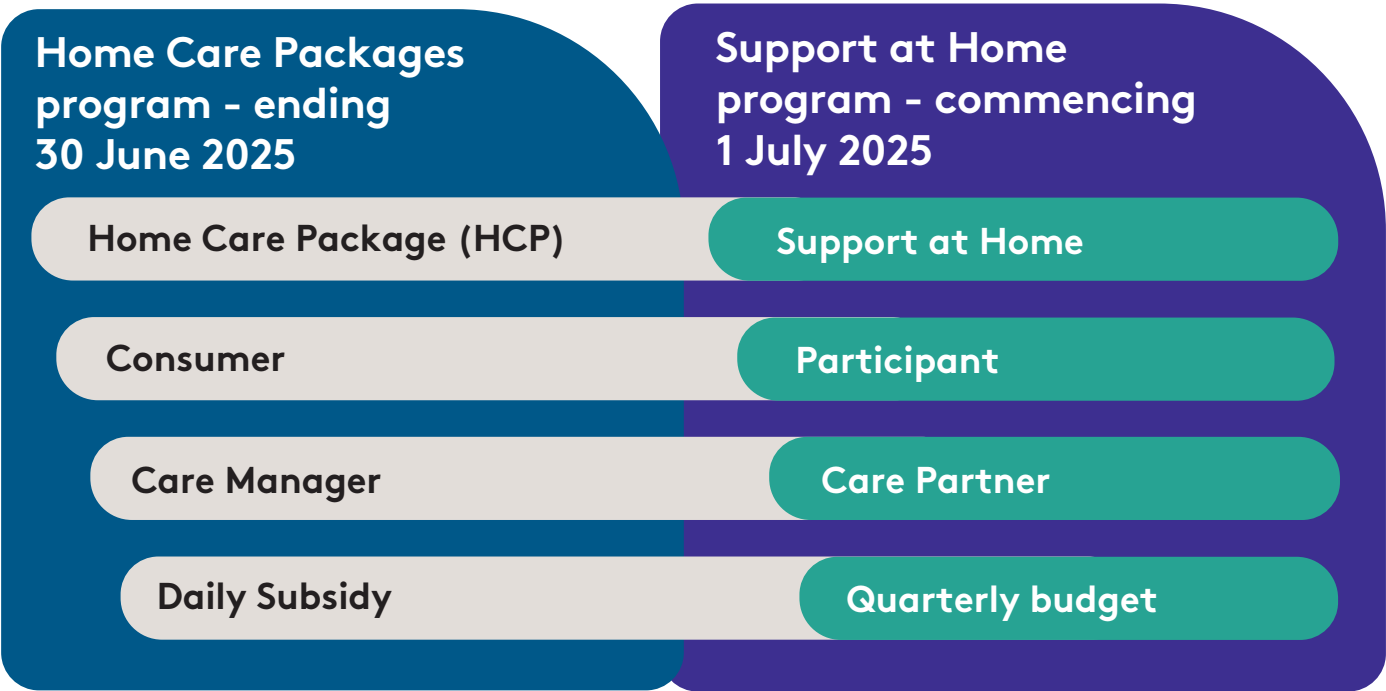 Home Care Packages
program - ending
30 June 2025
Support at Home
program - commencing
1 July 2025
Home Care Package (HCP)
Support at Home
Consumer
Participant
Care Manager
Care Partner
Daily Subsidy
Quarterly budget